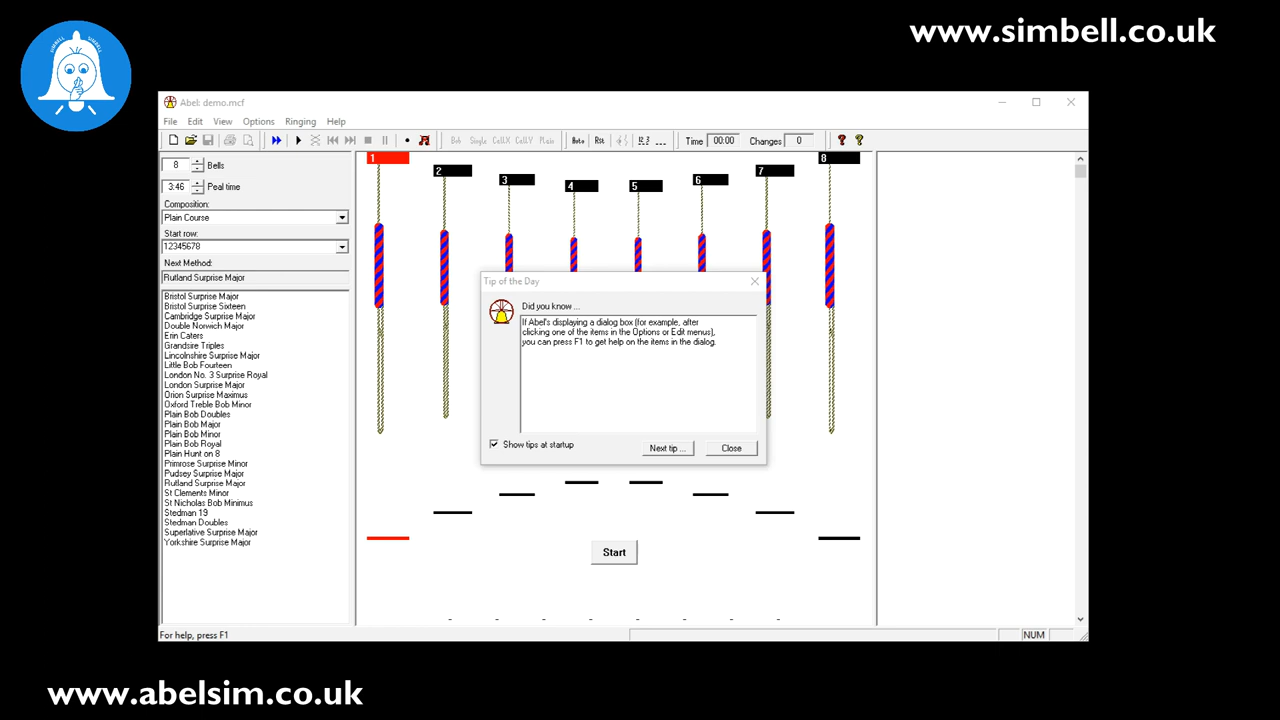 www.simbell.co.uk
SIMBELL SIMBELL
Abel: demo.mcf
File Edit View Options Ringing Help
Bob Single Call X Call Y Plain Auto Rst Time 00:00 Changes 0
8 Bells
3:46 Peal time
Composition:
Plain Course
Start row:
12345678
Next Method:
Rutland Surprise Major
Bristol Surprise Major
Bristol Surprise Sixteen
Cambridge Surprise Major
Double Norwich Major
Erin Caters
Grandsire Triples
Lincolnshire Surprise Major
Little Bob Fourteen
London No. 3 Surprise Royal
London Surprise Major
Orion Surprise Maximus
Oxford Treble Bob Minor
Plain Bob Doubles
Plain Bob Major
Plain Bob Minor
Plain Bob Royal
Plain Hunt on 8
Primrose Surprise Minor
Pudsey Surprise Major
Rutland Surprise Major
St Clements Minor
St Nicholas Bob Minimus
Stedman 19
Stedman Doubles
Superlative Surprise Major
Yorkshire Surprise Major
1 2 3 4 5 6 7 8
Tip of the Day
Did you know ...
If Abel's displaying a dialog box (for example, after
clicking one of the items in the Options or Edit menus),
you can press F1 to get help on the items in the dialog.
Show tips at startup
Next tip ...
Close
Start
For help, press F1
NUM
www.abelsim.co.uk